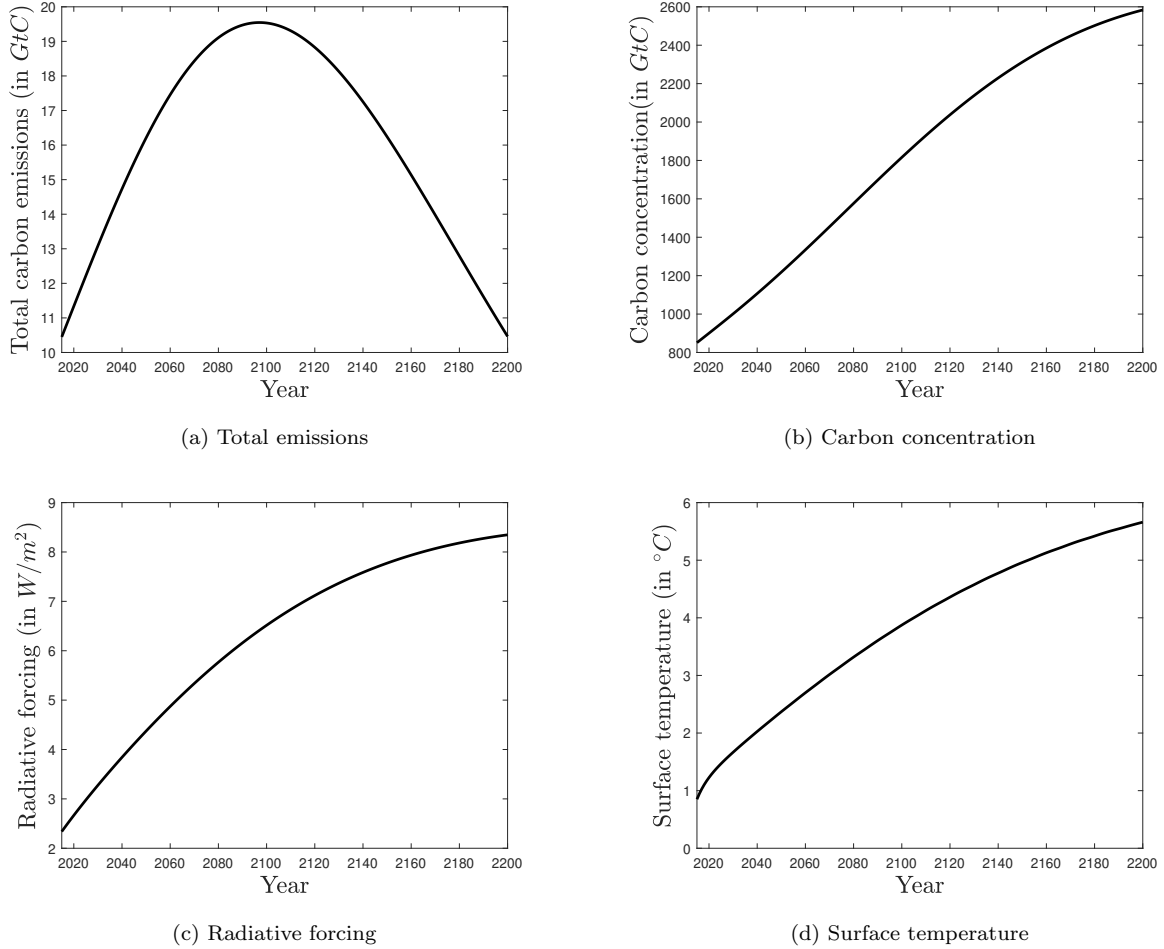 Total carbon emissions (in GtC)
20
19
18
17
16
15
14
13
12
11
10
2020 2040 2060 2080 2100 2120 2140 2160 2180 2200
Year
(a) Total emissions
Carbon concentration(in GtC)
2600
2400
2200
2000
1800
1600
1400
1200
1000
800
2020 2040 2060 2080 2100 2120 2140 2160 2180 2200
Year
(b) Carbon concentration
Radiative forcing (in W/m²)
9
8
7
6
5
4
3
2
2020 2040 2060 2080 2100 2120 2140 2160 2180 2200
Year
(c) Radiative forcing
Surface temperature (in °C)
6
5
4
3
2
1
0
2020 2040 2060 2080 2100 2120 2140 2160 2180 2200
Year
(d) Surface temperature